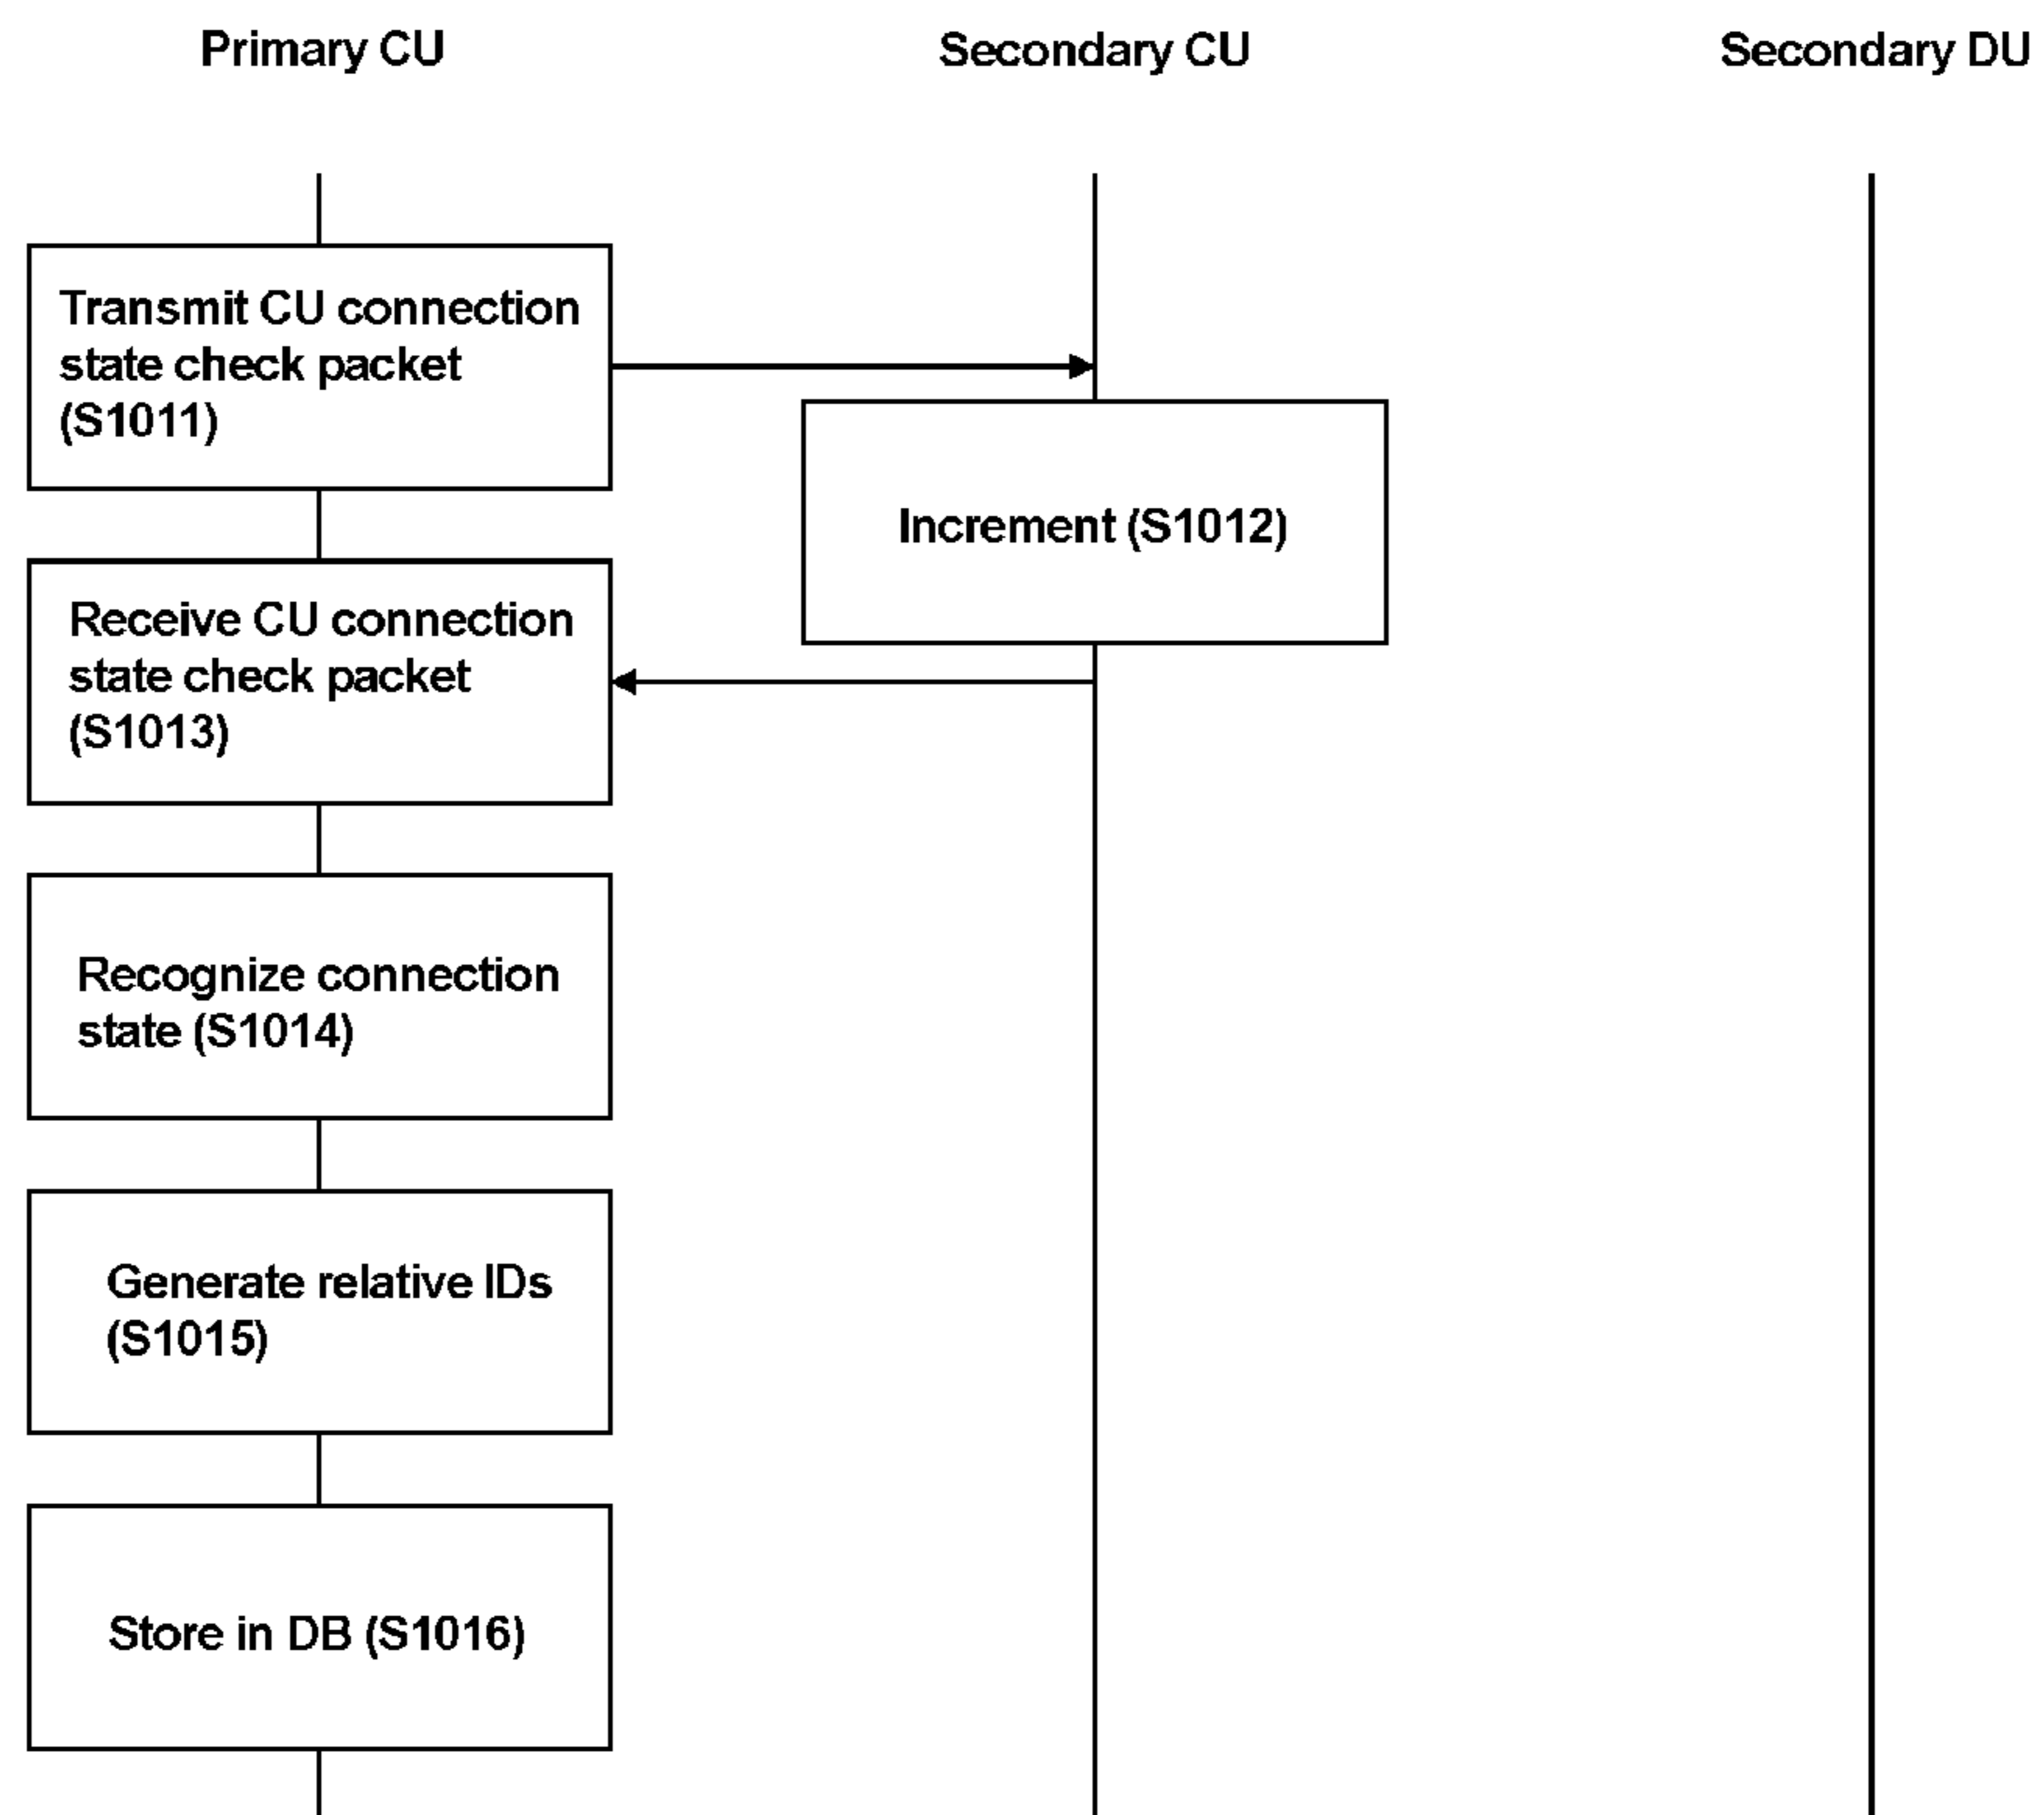 Primary CU
Secondary CU
Secondary DU
Transmit CU connection
state check packet
(S1011)
Increment (S1012)
Receive CU connection
state check packet
(S1013)
Recognize connection
state (S1014)
Generate relative IDs
(S1015)
Store in DB (S1016)